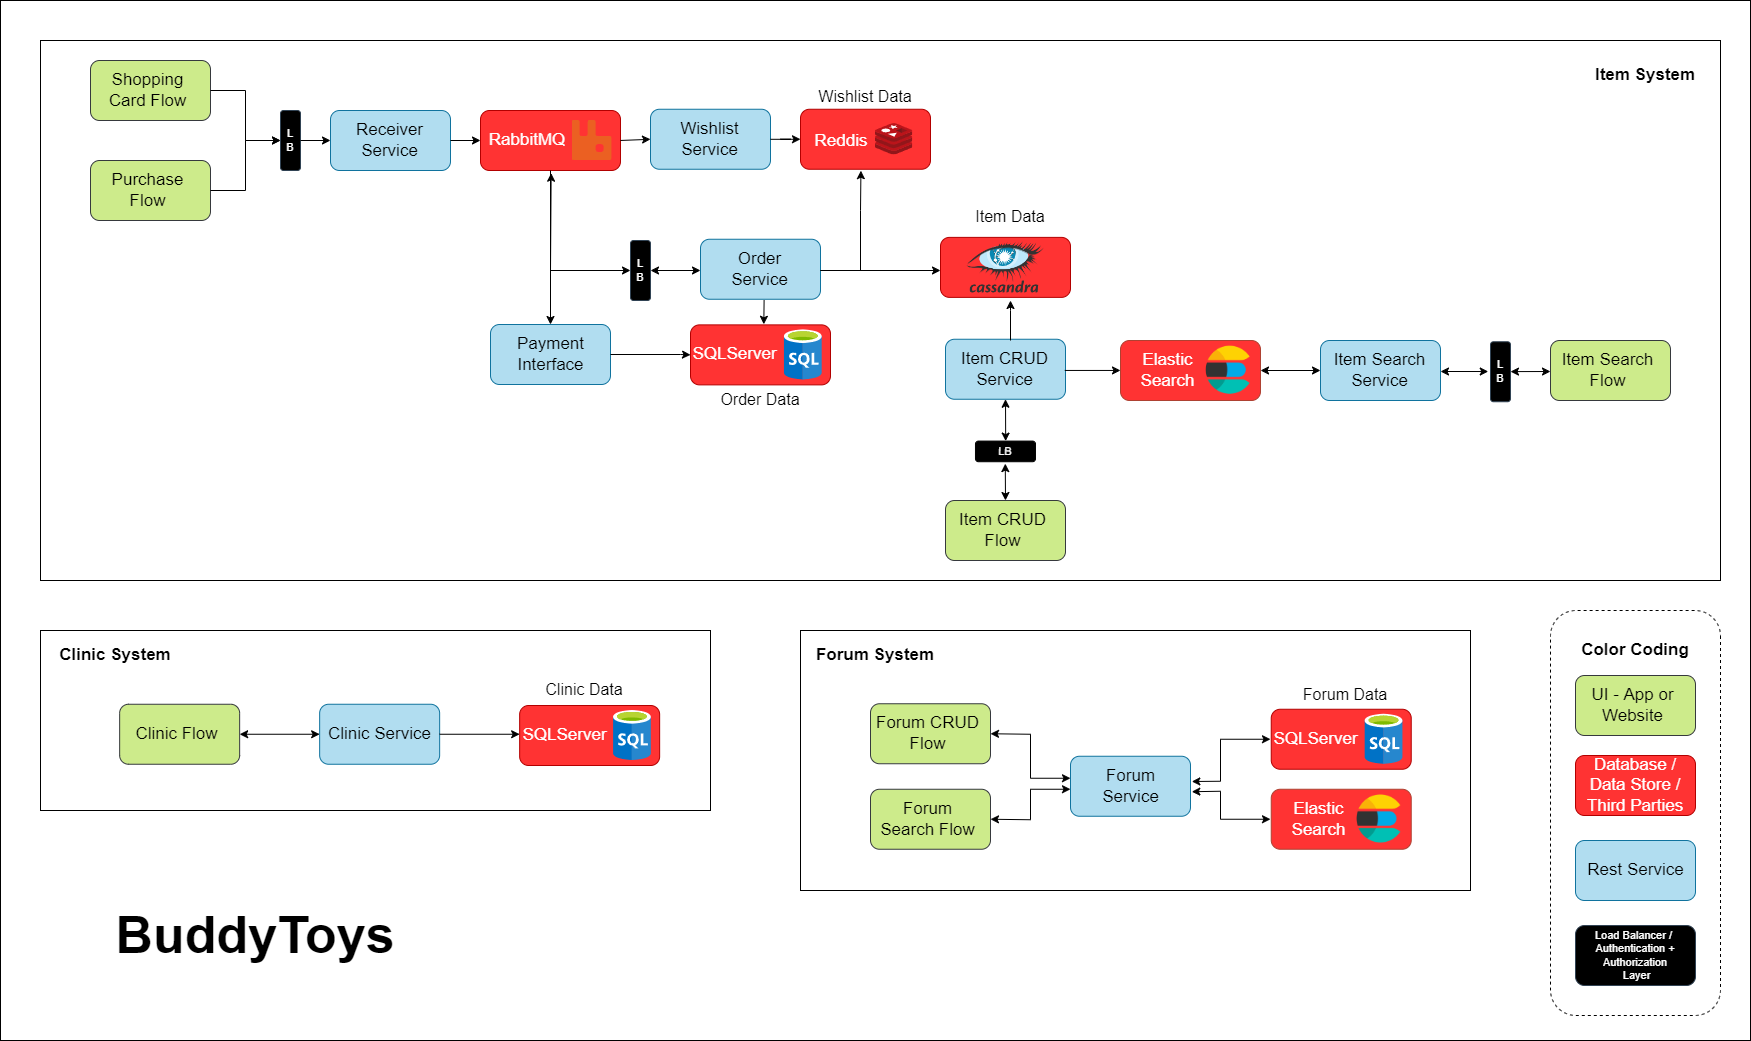 Item System
Shopping
Card Flow
Purchase
Flow
L
B
Receiver
Service
RabbitMQ
Wishlist
Service
Wishlist Data
Reddis
L
B
Order
Service
Item Data
cassandra
Payment
Interface
SQLServer
SQL
Order Data
Item CRUD
Service
Elastic
Search
Item Search
Service
L
B
Item Search
Flow
LB
Item CRUD
Flow
Clinic System
Clinic Flow
Clinic Service
Clinic Data
SQLServer
SQL
Forum System
Forum CRUD
Flow
Forum
Search Flow
Forum
Service
Forum Data
SQLServer
SQL
Elastic
Search
Color Coding
UI - App or
Website
Database /
Data Store /
Third Parties
Rest Service
Load Balancer /
Authentication +
Authorization
Layer
BuddyToys